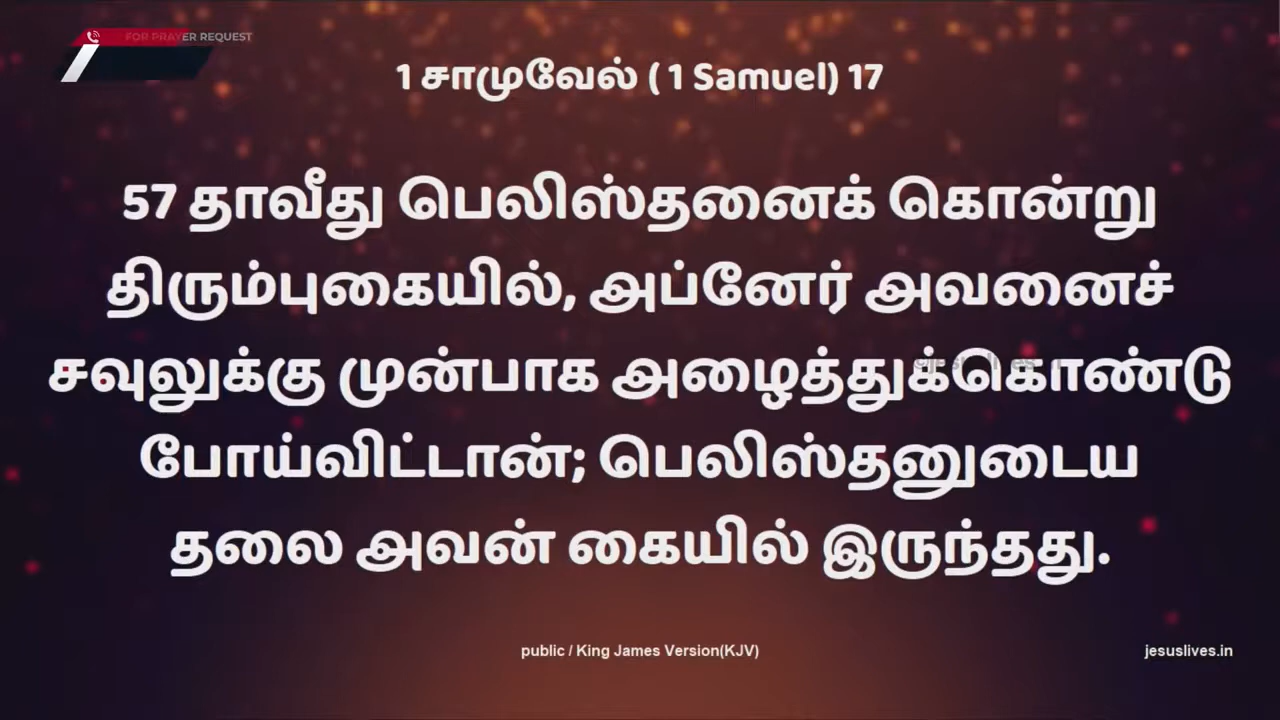 FOR PRAYER REQUEST
1 சாமுவேல் ( 1 Samuel) 17
57 தாவீது பெலிஸ்தனைக் கொன்று
திரும்புகையில், அப்னேர் அவனைச்
சவுலுக்கு முன்பாக அழைத்துக்கொண்டு
போய்விட்டான்; பெலிஸ்தனுடைய
தலை அவன் கையில் இருந்தது.
public / King James Version(KJV)
jesuslives.in